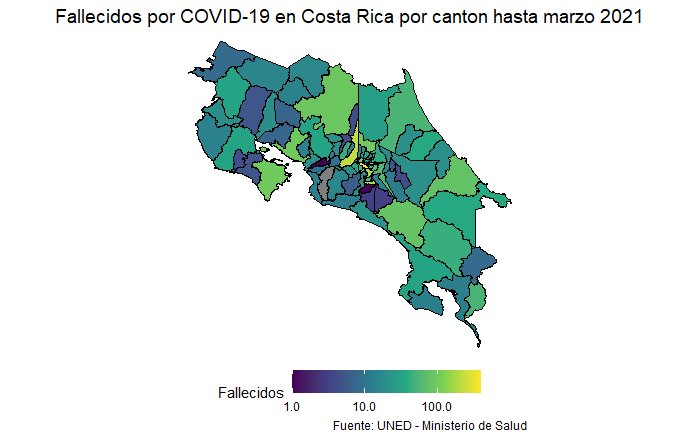 Fallecidos por COVID-19 en Costa Rica por canton hasta marzo 2021
Fallecidos
1.0 10.0 100.0
Fuente: UNED - Ministerio de Salud